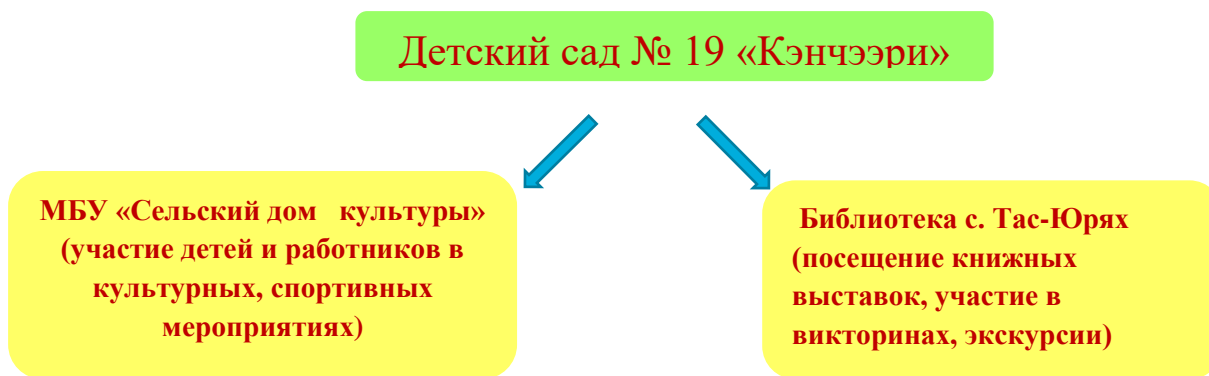 Детский сад № 19 «Кэнчээри»
МБУ «Сельский дом культуры»
(участие детей и работников в
культурных, спортивных
мероприятиях)
Библиотека с. Тас-Юрях
(посещение книжных
выставок, участие в
викторинах, экскурсии)